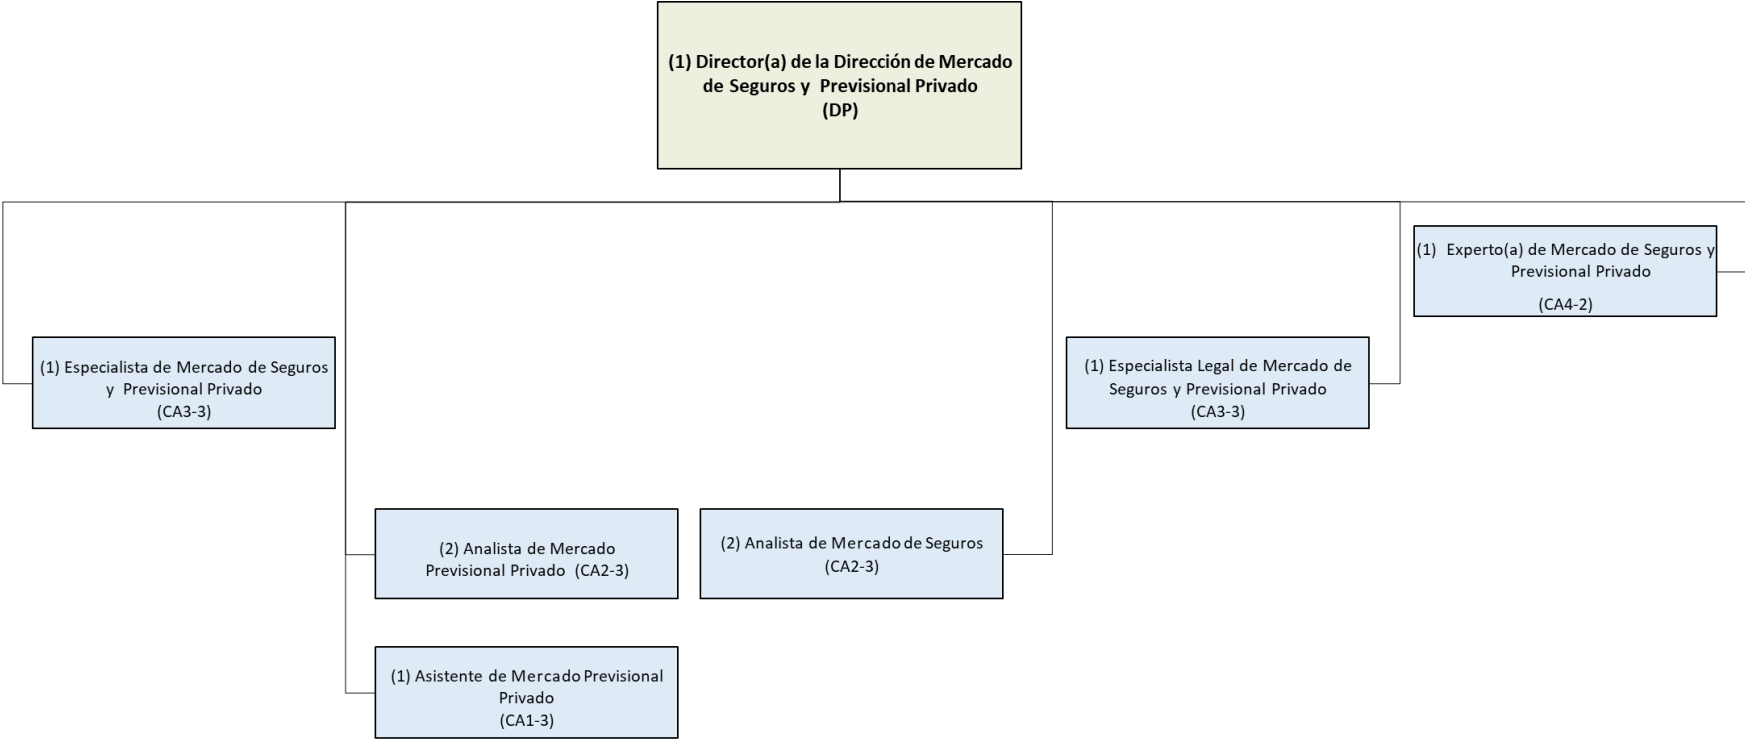 (1) Director(a) de la Dirección de Mercado
de Seguros y Previsional Privado
(DP)
(1) Experto(a) de Mercado de Seguros y
Previsional Privado
(CA4-2)
(1) Especialista de Mercado de Seguros
y Previsional Privado
(CA3-3)
(1) Especialista Legal de Mercado de
Seguros y Previsional Privado
(CA3-3)
(2) Analista de Mercado
Previsional Privado (CA2-3)
(2) Analista de Mercado de Seguros
(CA2-3)
(1) Asistente de Mercado Previsional
Privado
(CA1-3)